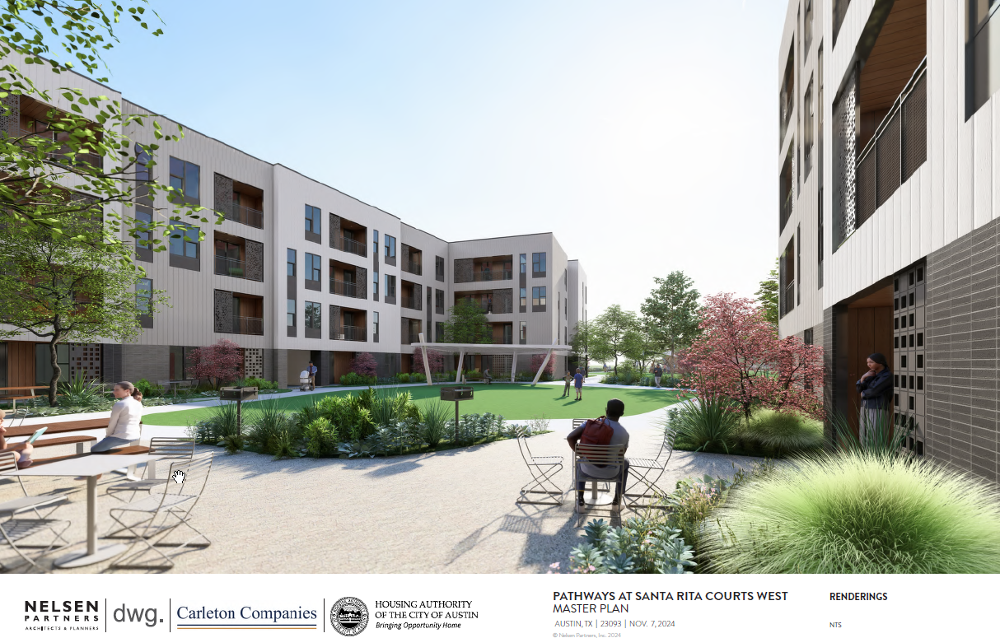 NELSEN
PARTNERS
ARCHITECTS & PLANNERS
dwg.
Carleton Companies
HOUSING AUTHORITY
OF THE CITY OF AUSTIN
Bringing Opportunity Home
PATHWAYS AT SANTA RITA COURTS WEST
MASTER PLAN
AUSTIN, TX | 23093 | NOV. 7, 2024
© Nelsen Partners, Inc. 2024
RENDERINGS
NTS